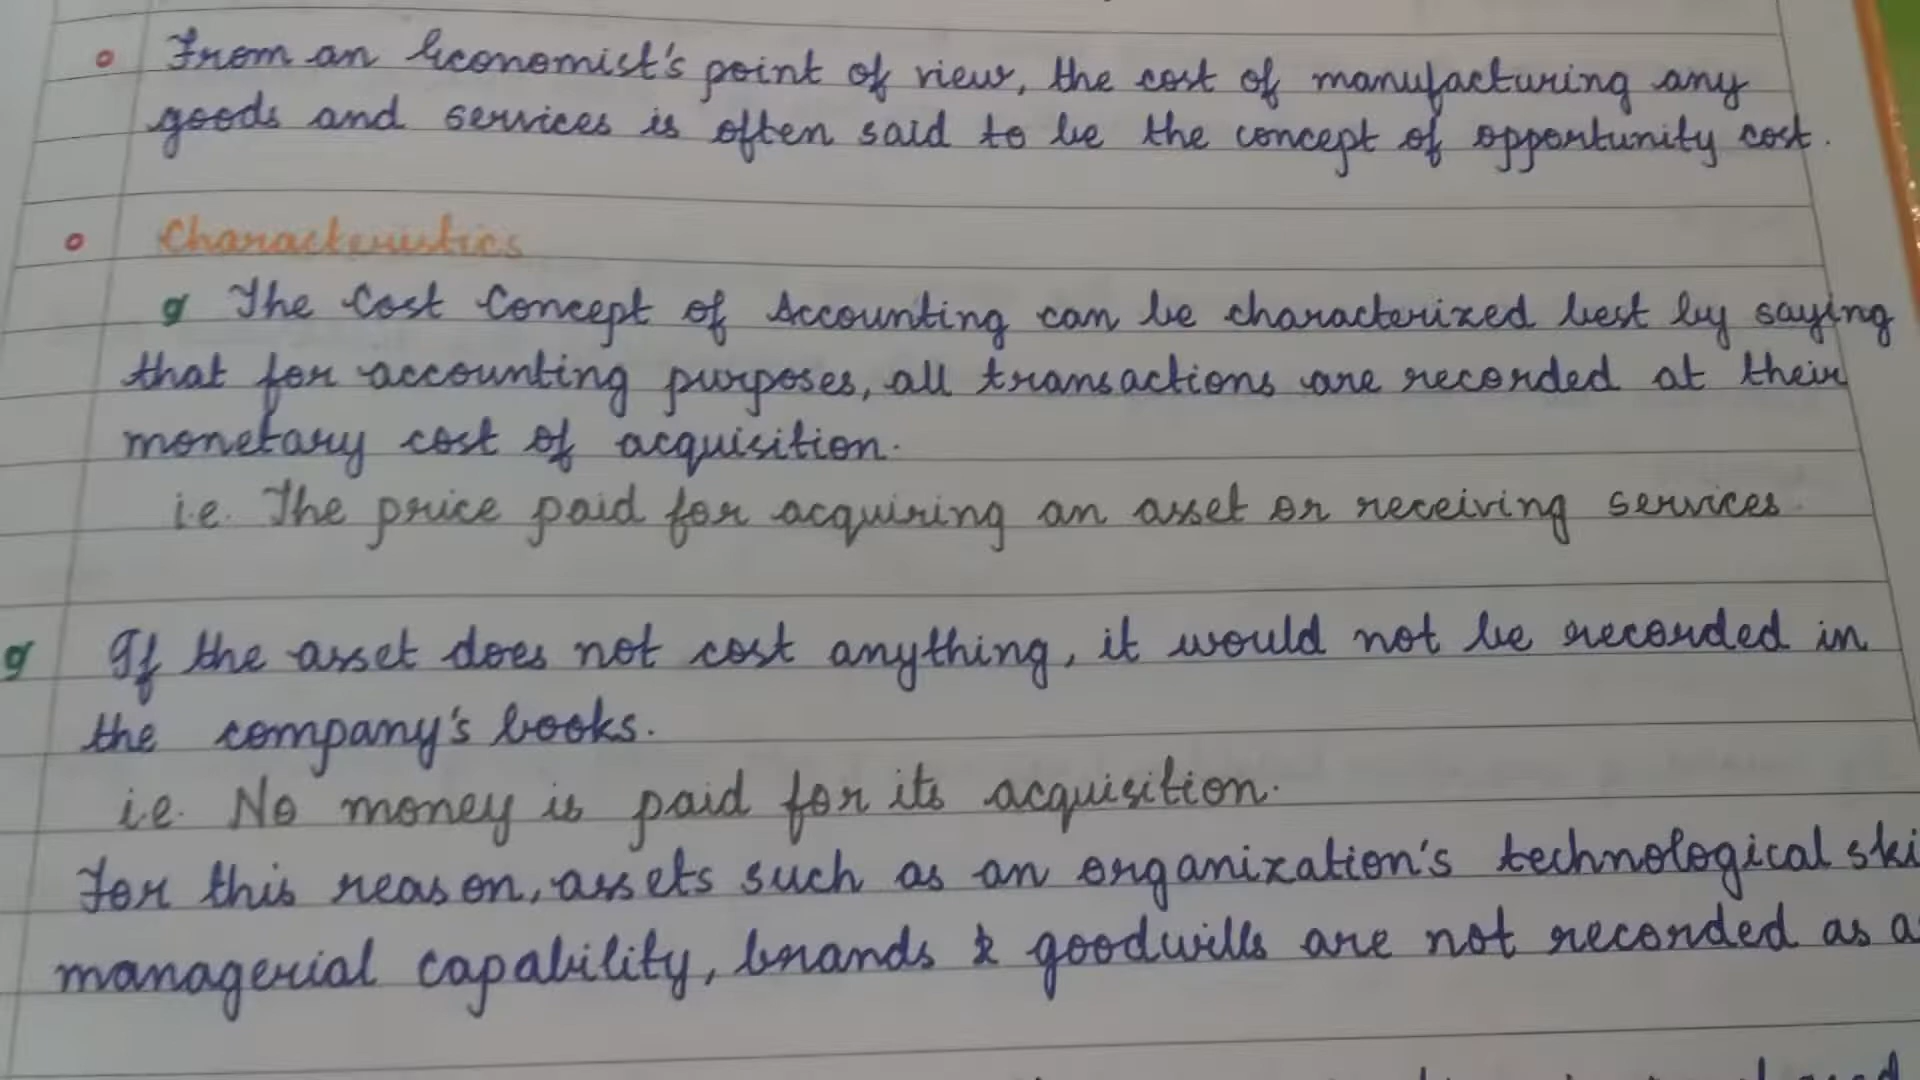 From an Economist's point of view, the cost of manufacturing any
goods and services is often said to be the concept of opportunity cost.
Characteristics
The Cost Concept of Accounting can be characterized best by saying
that for accounting purposes, all transactions are recorded at their
monetary cost of acquisition.
i.e. The price paid for acquiring an asset or receiving services
If the asset does not cost anything, it would not be recorded in
the company's books.
i.e. No money is paid for its acquisition.
For this reason, assets such as an organization's technological ski
managerial capability, brands & goodwills are not recorded as a